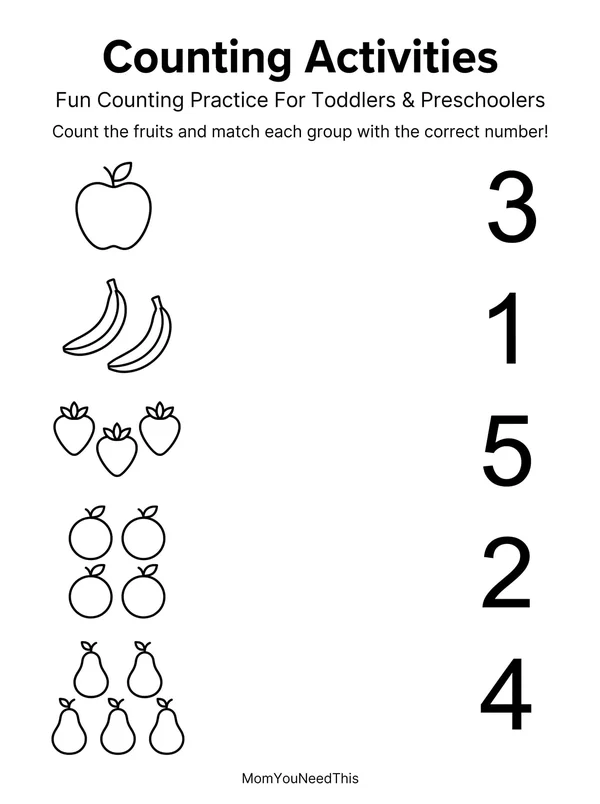 Counting Activities
Fun Counting Practice For Toddlers & Preschoolers
Count the fruits and match each group with the correct number!
3
1
5
2
4
MomYouNeedThis